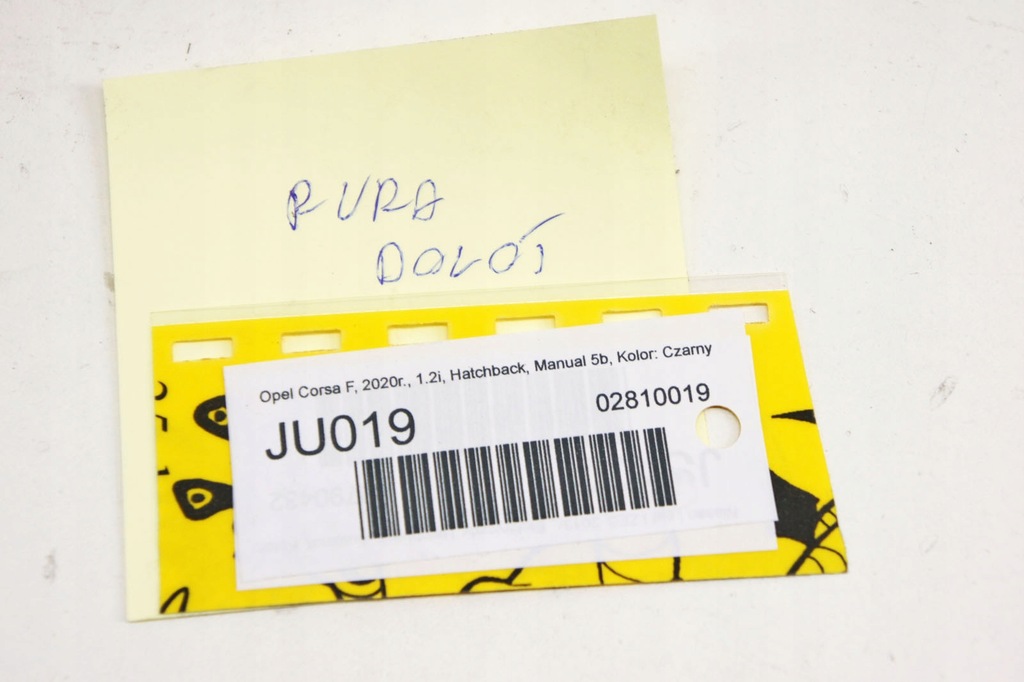 RURA
DOLOT
Opel Corsa F, 2020r., 1.2i, Hatchback, Manual 5b, Kolor: Czarny
02810019
JU019